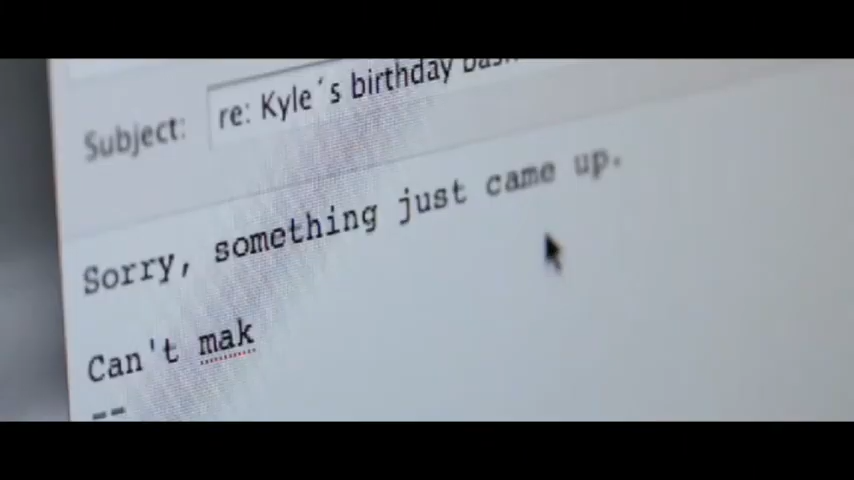 Subject: re: Kyle´s birthday
Sorry, something just came up.
Can't mak
--